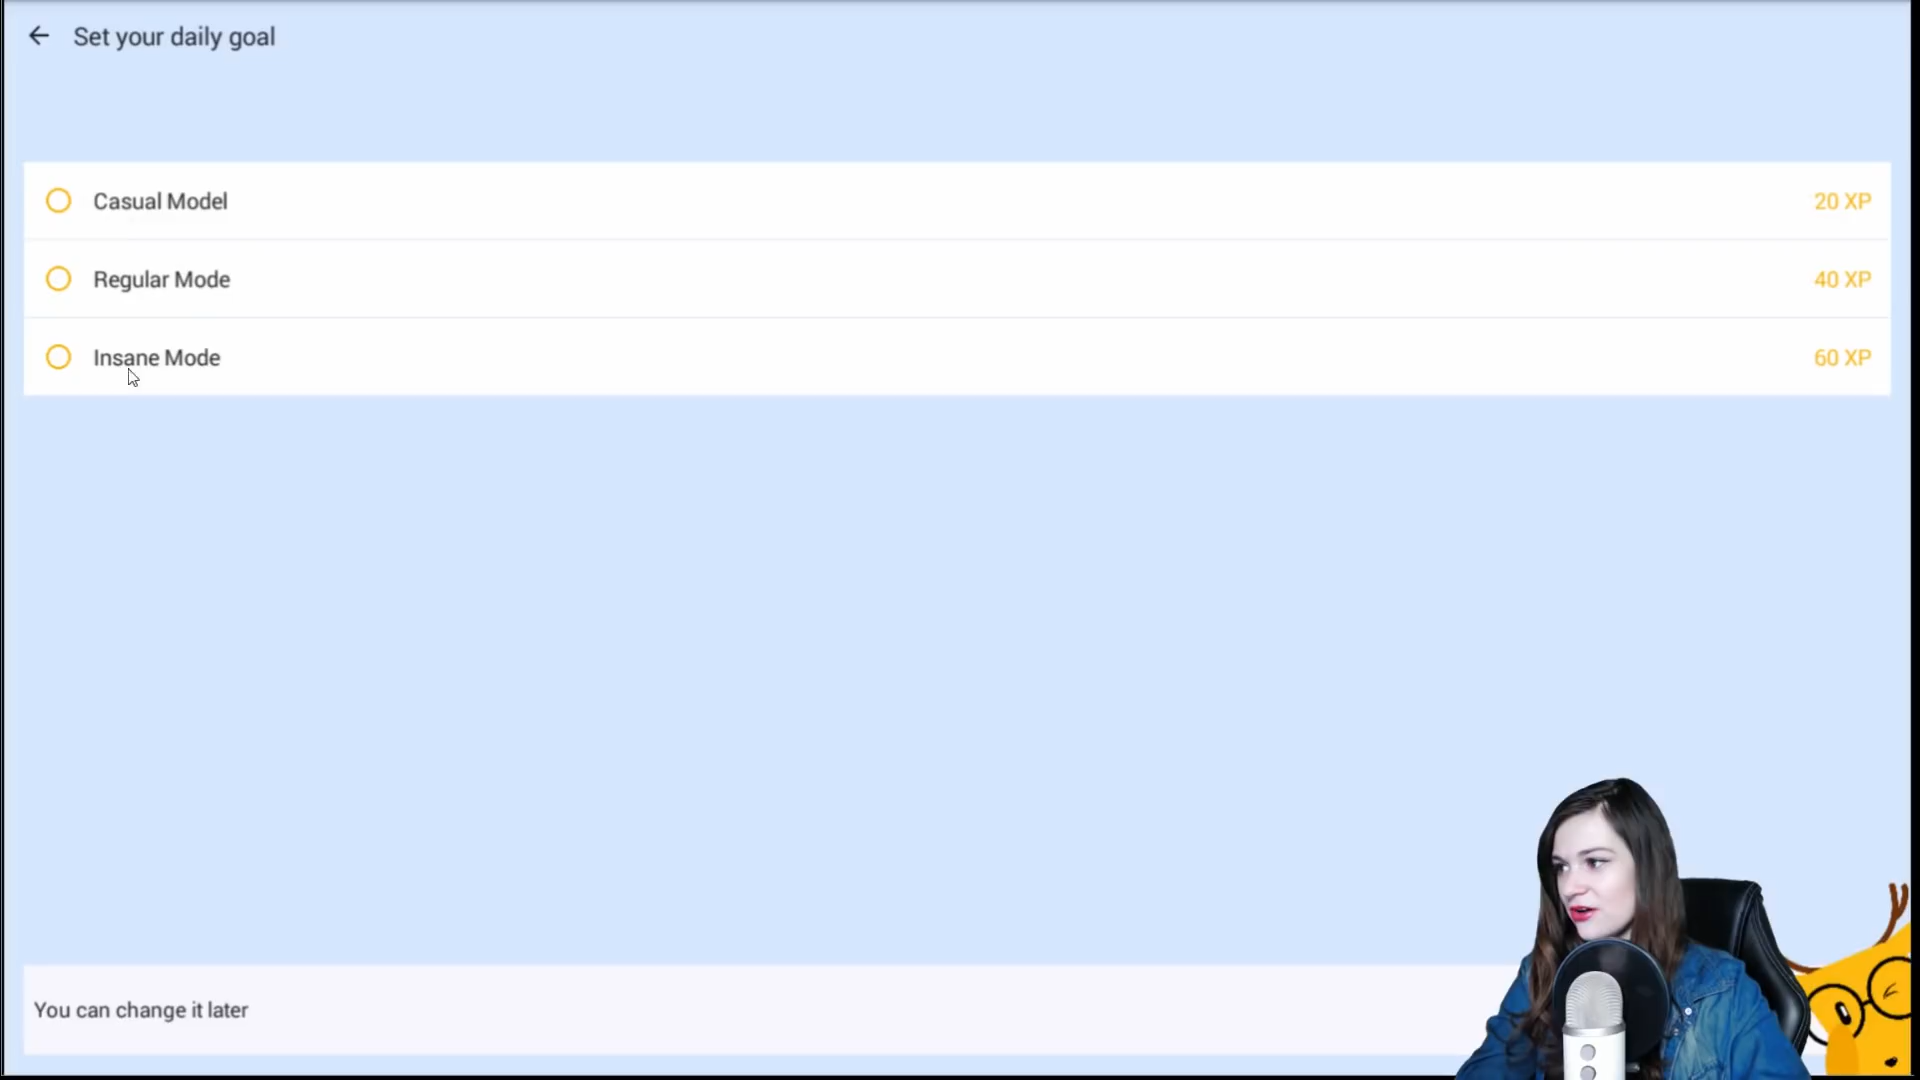 Set your daily goal
Casual Model 20 XP
Regular Mode 40 XP
Insane Mode 60 XP
You can change it later